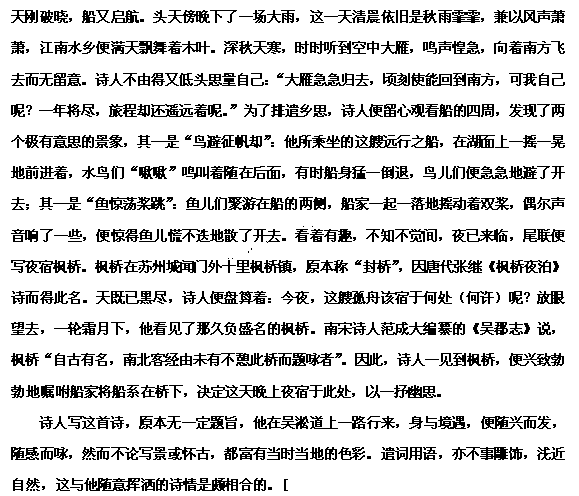 天刚破晓，船又启航。头天傍晚下了一场大雨，这一天清晨依旧是秋雨霏霏，兼以风声萧
萧，江南水乡便满天飘舞着木叶。深秋天寒，时时听到空中大雁，鸣声惶急，向着南方飞
去而无留意。诗人不由得又低头思量自己：“大雁急急归去，顷刻使能回到南方，可我自己
呢？一年将尽，旅程却还遥远着呢。”为了排遣乡思，诗人便留心观看船的四周，发现了两
个极有意思的景象，其一是“鸟避征帆却”：他所乘坐的这艘远行之船，在湖面上一摇一晃
地前进着，水鸟们“啾啾”鸣叫着随在后面，有时船身猛一倒退，鸟儿们便急急地避了开
去；其一是“鱼惊荡桨跳”：鱼儿们聚游在船的两侧，船家一起一落地摇动着双桨，偶尔声
音响了一些，便惊得鱼儿慌不迭地散了开去。看着有趣，不知不觉间，夜已来临，尾联便
写夜宿枫桥。枫桥在苏州城阊门外十里枫桥镇，原本称“封桥”，因唐代张继《枫桥夜泊》
诗而得此名。天既已黑尽，诗人便盘算着：今夜，这艘孤舟该宿于何处（何许）呢？放眼
望去，一轮霜月下，他看见了那久负盛名的枫桥。南宋诗人范成大编纂的《吴郡志》说，
枫桥“自古有名，南北客经由未有不憩此桥而题咏者”。因此，诗人一见到枫桥，便兴致勃
勃地嘱咐船家将船系在桥下，决定这天晚上夜宿于此处，以一抒幽思。
诗人写这首诗，原本无一定题旨，他在吴淞道上一路行来，身与境遇，便随兴而发，
随感而咏，然而不论写景或怀古，都富有当时当地的色彩。遣词用语，亦不事雕饰，浅近
自然，这与他随意挥洒的诗情是颇相合的。[